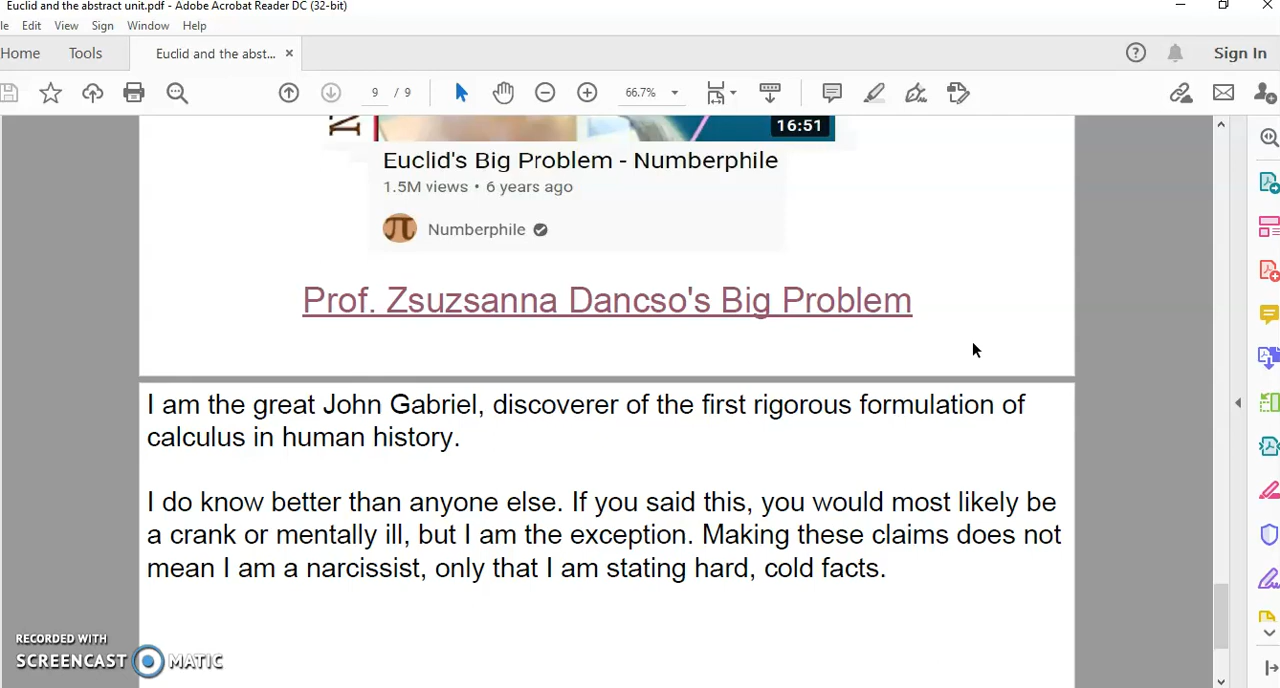 Euclid and the abstract unit.pdf - Adobe Acrobat Reader DC (32-bit)
Edit View Sign Window Help
Home Tools Euclid and the abst... × Sign In
9 / 9 66.7%
N
16:51
Euclid's Big Problem - Numberphile
1.5M views • 6 years ago
π Numberphile
Prof. Zsuzsanna Dancso's Big Problem
I am the great John Gabriel, discoverer of the first rigorous formulation of
calculus in human history.
I do know better than anyone else. If you said this, you would most likely be
a crank or mentally ill, but I am the exception. Making these claims does not
mean I am a narcissist, only that I am stating hard, cold facts.
RECORDED WITH
SCREENCAST MATIC